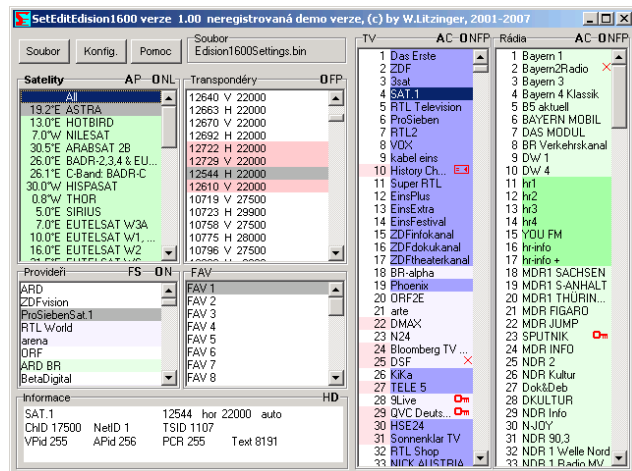 SetEditEdision1600 verze 1.00 neregistrovaná demo verze, (c) by W.Litzinger, 2001-2007
Soubor
Konfig.
Pomoc
Soubor
Edision1600Settings.bin
Satelity AP ONL
All
19.2°E ASTRA
13.0°E HOTBIRD
7.0°W NILESAT
30.5°E ARABSAT 2B
26.0°E BADR-2,3,4 & EU...
26.1°E C-Band: BADR-C
30.0°W HISPASAT
0.8°W THOR
5.0°E SIRIUS
7.0°E EUTELSAT W3A
10.0°E EUTELSAT W1, ...
16.0°E EUTELSAT W2
Transpondéry OFP
12640 V 22000
12663 H 22000
12670 V 22000
12692 H 22000
12722 H 22000
12729 V 22000
12544 H 22000
12610 V 22000
10719 V 27500
10723 H 29900
10758 V 27500
10775 H 28000
10796 V 27500
Provideři FS ON
ARD
ZDFvision
ProSiebenSat.1
RTL World
arena
ORF
ARD BR
BetaDigital
FAV
FAV 1
FAV 2
FAV 3
FAV 4
FAV 5
FAV 6
FAV 7
FAV 8
Informace HD
SAT.1 12544 hor 22000 auto
ChID 17500 NetID 1 TSID 1107
VPid 255 APid 256 PCR 255 Text 8191
TV AC ONFP
1 Das Erste
2 ZDF
3 3sat
4 SAT.1
5 RTL Television
6 ProSieben
7 RTL2
8 VOX
9 kabel eins
10 History Ch...
11 Super RTL
12 EinsPlus
13 EinsExtra
14 EinsFestival
15 ZDFinfokanal
16 ZDFdokukanal
17 ZDFtheaterkanal
18 BR-alpha
19 Phoenix
20 ORF2E
21 arte
22 DMAX
23 N24
24 Bloomberg TV ...
25 DSF
26 KiKa
27 TELE 5
28 9Live
29 QVC Deuts...
30 HSE24
31 Sonnenklar TV
32 RTL Shop
33 NICK AUSTRIA
Rádia AC ONFP
1 Bayern 1
2 Bayern2Radio
3 Bayern 3
4 Bayern 4 Klassik
5 B5 aktuell
6 BAYERN MOBIL
7 DAS MODUL
8 BR Verkehrskanal
9 DW 1
10 DW 4
11 hr1
12 hr2
13 hr3
14 hr4
15 YOU FM
16 hr-info
17 hr-info +
18 MDR1 SACHSEN
19 MDR1 S-ANHALT
20 MDR1 THÜRIN...
21 MDR FIGARO
22 MDR JUMP
23 SPUTNIK
24 MDR INFO
25 NDR 2
26 NDR Kultur
27 Dok&Deb
28 DKULTUR
29 NDR Info
30 N-JOY
31 NDR 90,3
32 NDR 1 Welle Nord
33 NDR 1 Radio MV